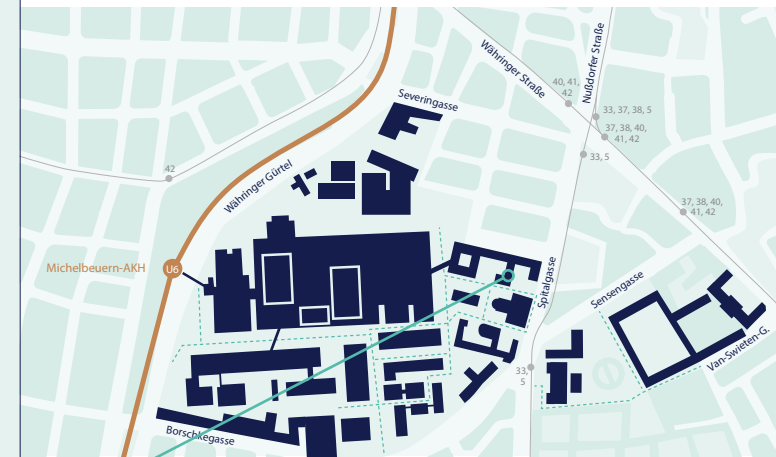 Währinger Straße
Nußdorfer Straße
40, 41,
42
Severingasse
33, 37, 38, 5
37, 38, 40,
41, 42
33, 5
42
Währinger Gürtel
37, 38, 40,
41, 42
Michelbeuern-AKH
U6
Spitalgasse
Sensengasse
Van-Swieten-G.
33,
5
Borschkegasse